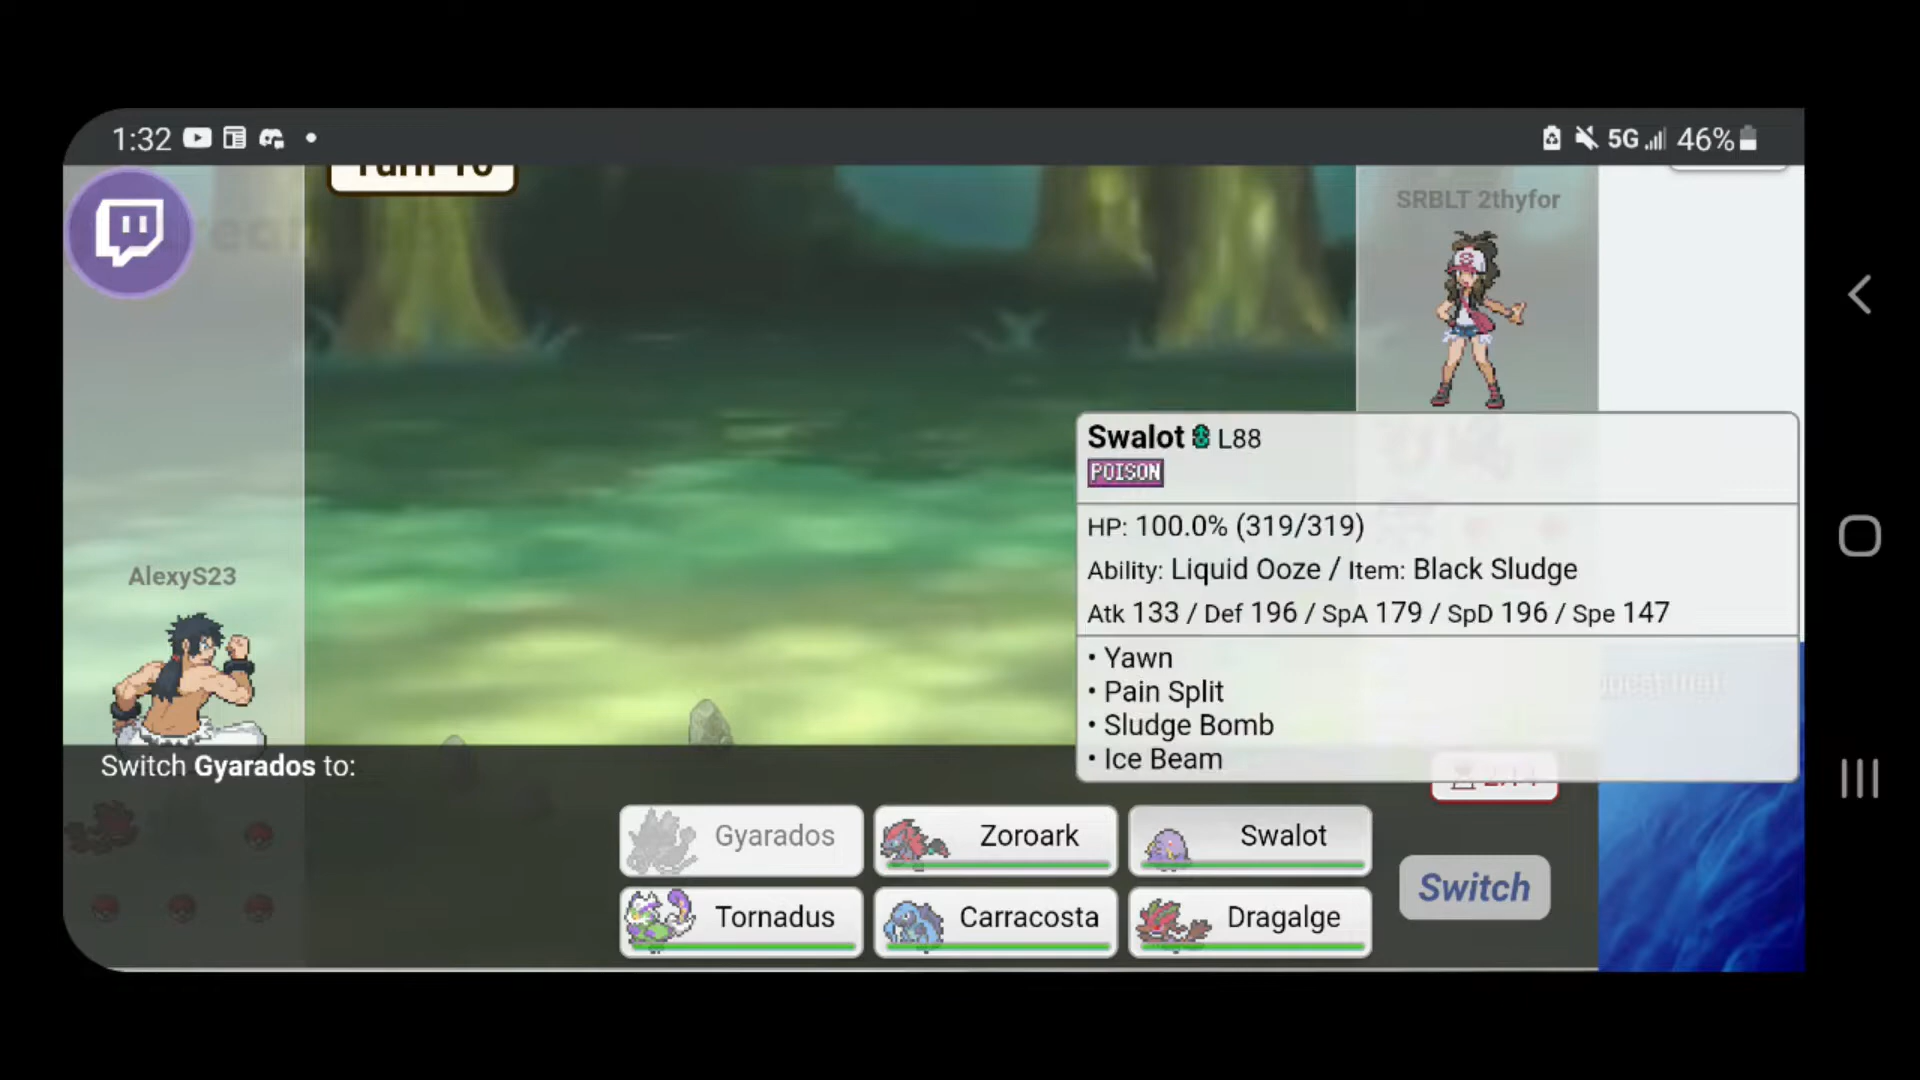 1:32
5G 46%
SRBLT 2thyfor
Swalot L88
POISON
HP: 100.0% (319/319)
Ability: Liquid Ooze / Item: Black Sludge
Atk 133 / Def 196 / SpA 179 / SpD 196 / Spe 147
• Yawn
• Pain Split
• Sludge Bomb
• Ice Beam
AlexyS23
Switch Gyarados to:
Gyarados
Zoroark
Swalot
Tornadus
Carracosta
Dragalge
Switch